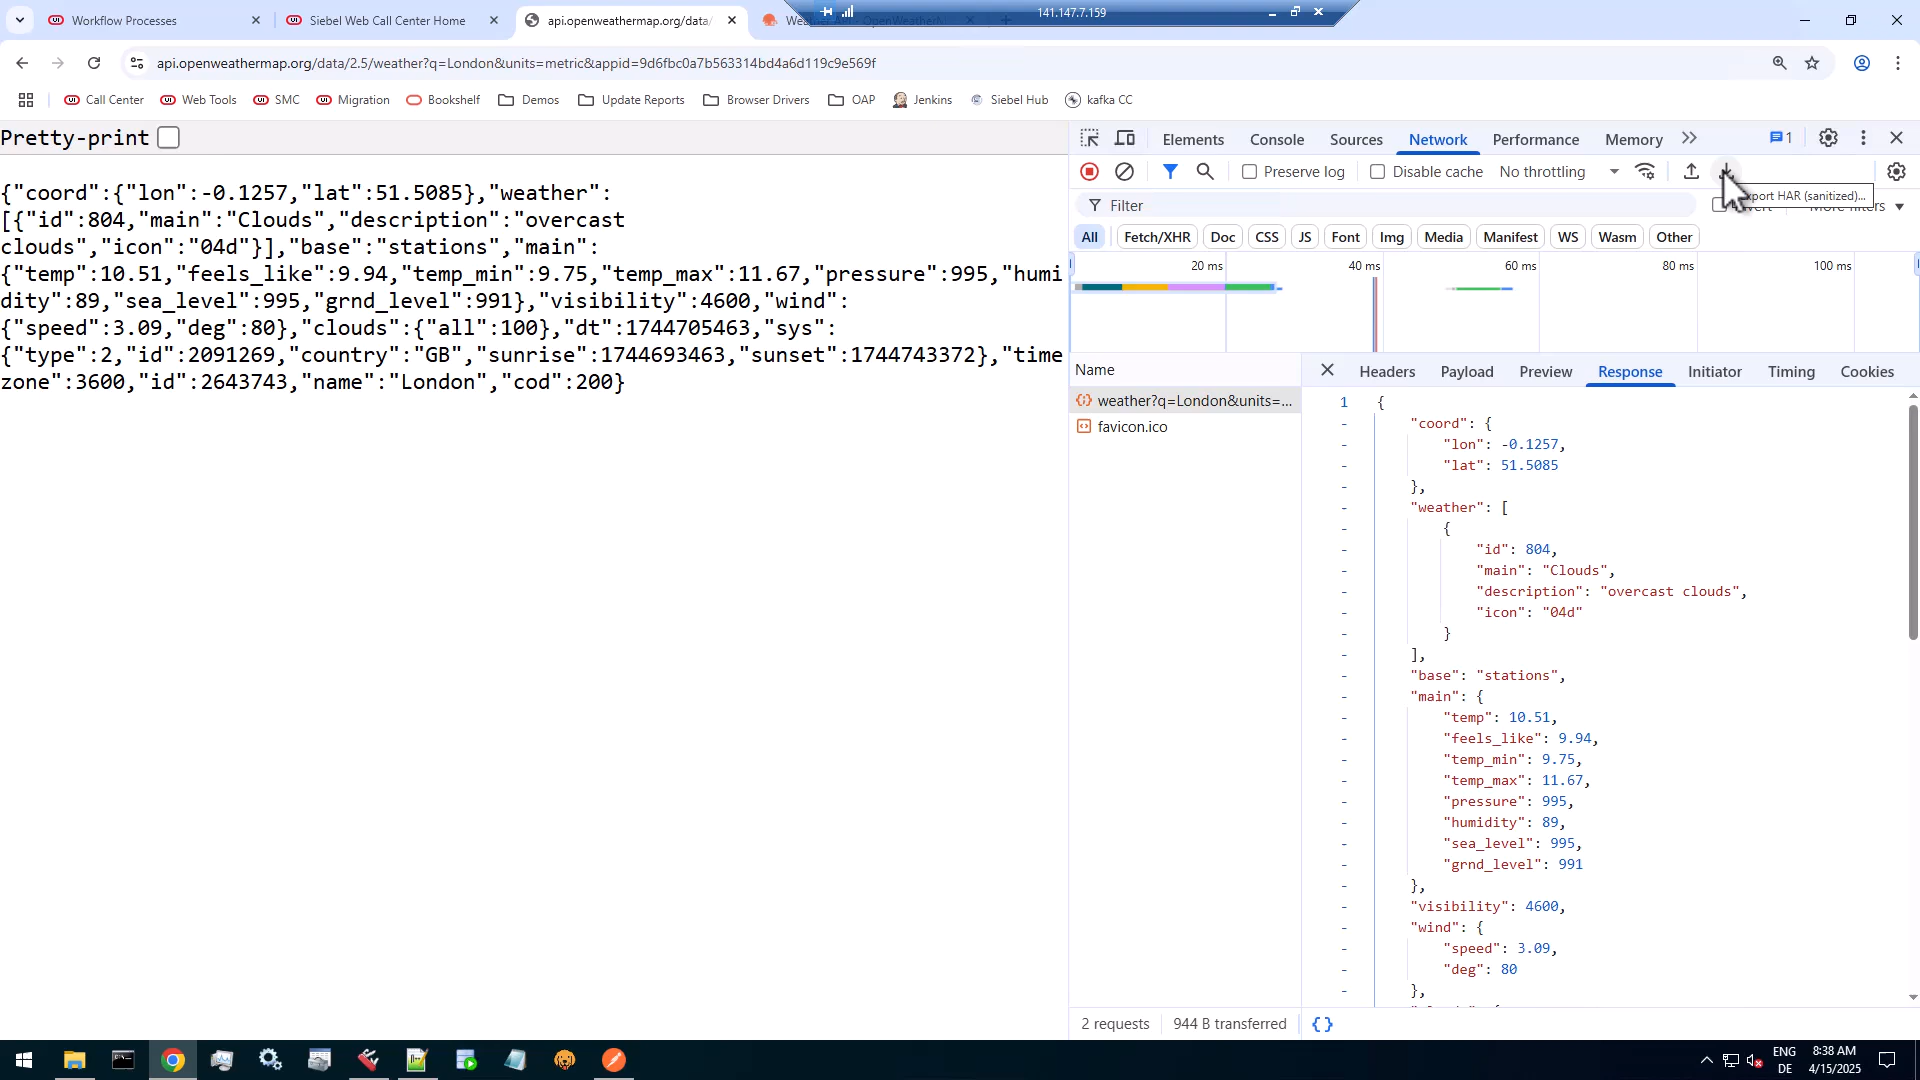 Workflow Processes
Siebel Web Call Center Home
api.openweathermap.org/data/
141.147.7.159
api.openweathermap.org/data/2.5/weather?q=London&units=metric&appid=9d6fbc0a7b563314bd4a6d119c9e569f
Call Center
Web Tools
SMC
Migration
Bookshelf
Demos
Update Reports
Browser Drivers
OAP
Jenkins
Siebel Hub
kafka CC
Pretty-print
{"coord":{"lon":-0.1257,"lat":51.5085},"weather":
[{"id":804,"main":"Clouds","description":"overcast
clouds","icon":"04d"}],"base":"stations","main":
{"temp":10.51,"feels_like":9.94,"temp_min":9.75,"temp_max":11.67,"pressure":995,"humi
dity":89,"sea_level":995,"grnd_level":991},"visibility":4600,"wind":
{"speed":3.09,"deg":80},"clouds":{"all":100},"dt":1744705463,"sys":
{"type":2,"id":2091269,"country":"GB","sunrise":1744693463,"sunset":1744743372},"time
zone":3600,"id":2643743,"name":"London","cod":200}
Elements
Console
Sources
Network
Performance
Memory
1
Preserve log
Disable cache
No throttling
Filter
port HAR (sanitized)...
All
Fetch/XHR
Doc
CSS
JS
Font
Img
Media
Manifest
WS
Wasm
Other
20 ms
40 ms
60 ms
80 ms
100 ms
Name
weather?q=London&units=...
favicon.ico
Headers
Payload
Preview
Response
Initiator
Timing
Cookies
1 {
- "coord": {
- "lon": -0.1257,
- "lat": 51.5085
- },
- "weather": [
- {
- "id": 804,
- "main": "Clouds",
- "description": "overcast clouds",
- "icon": "04d"
- }
- ],
- "base": "stations",
- "main": {
- "temp": 10.51,
- "feels_like": 9.94,
- "temp_min": 9.75,
- "temp_max": 11.67,
- "pressure": 995,
- "humidity": 89,
- "sea_level": 995,
- "grnd_level": 991
- },
- "visibility": 4600,
- "wind": {
- "speed": 3.09,
- "deg": 80
- },
2 requests
944 B transferred
{}
ENG
DE
8:38 AM
4/15/2025